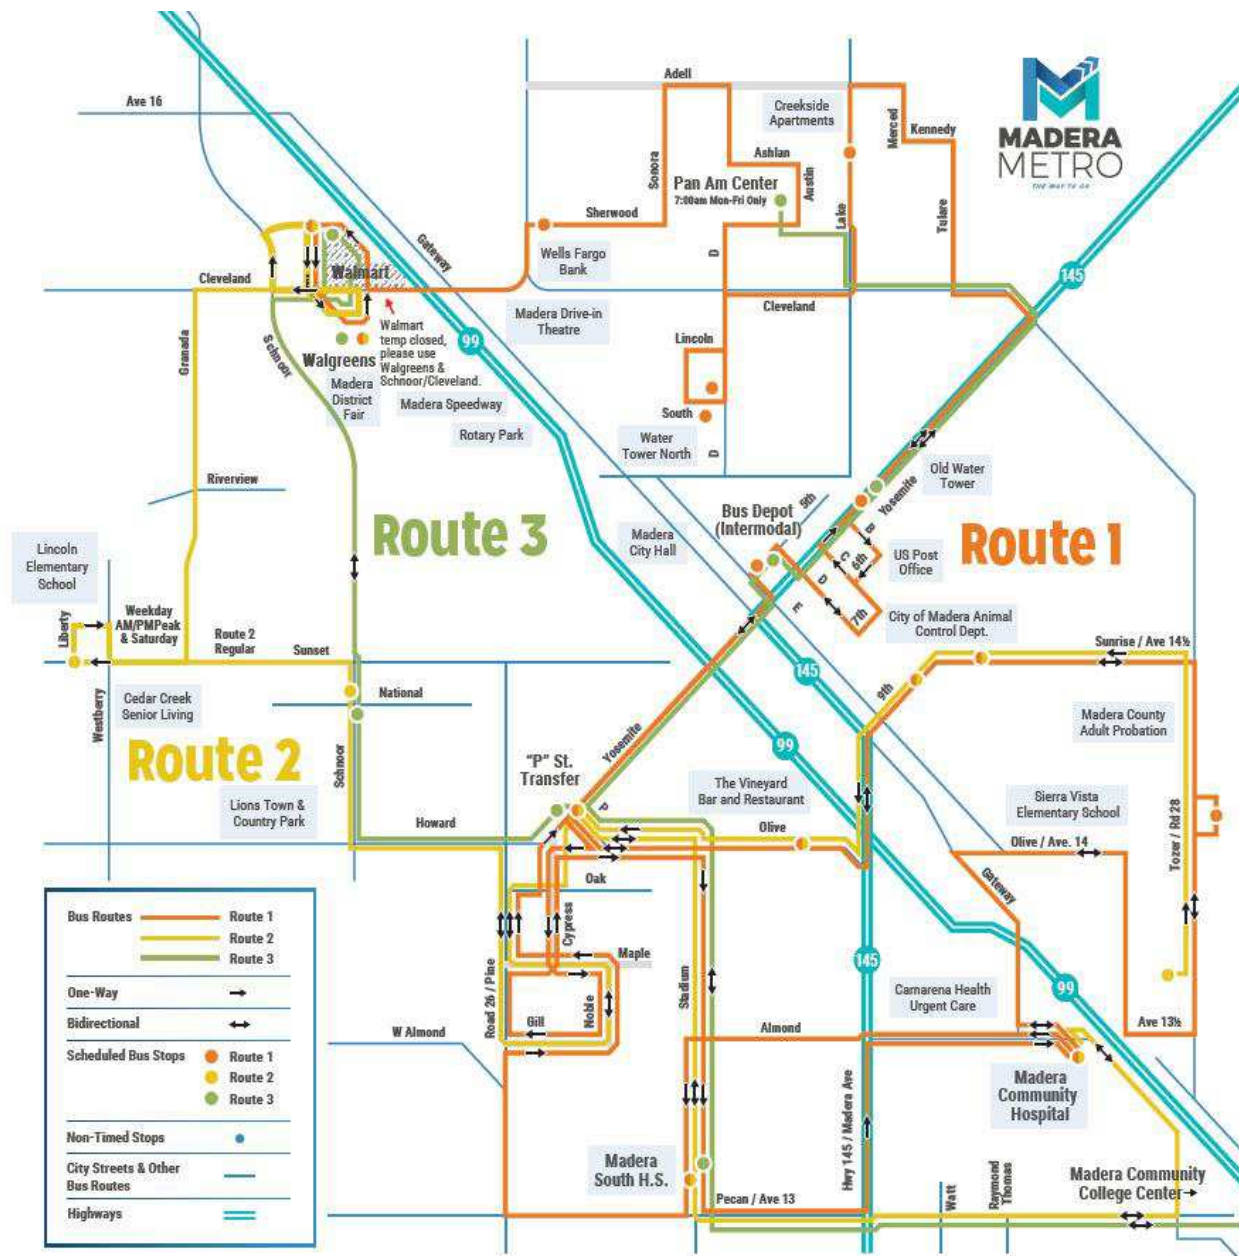 Adell
Ave 16
Creekside
Apartments
Merced
Kennedy
MADERA
METRO
THE WAY TO GO
Sonora
Ashlan
Austin
Pan Am Center
7:00am Mon-Fri Only
Lake
Tulare
Sherwood
Gateway
D
Wells Fargo
Bank
145
Cleveland
Walmart
Cleveland
Madera Drive-in
Theatre
Walmart
temp closed,
please use
Walgreens &
Schnoor/Cleveland.
99
Granada
Schnoor
Walgreens
Lincoln
Madera
District
Fair
Madera Speedway
South
Rotary Park
Water
Tower North
D
Old Water
Tower
Riverview
5th
Yosemite
Route 3
Bus Depot
(Intermodal)
Madera
City Hall
B
Route 1
Lincoln
Elementary
School
C
6th
US Post
Office
D
E
7th
City of Madera Animal
Control Dept.
Liberty
Weekday
AM/PMPeak
& Saturday
Route 2
Regular
Sunset
Sunrise / Ave 14½
145
9th
Westberry
Cedar Creek
Senior Living
National
Madera County
Adult Probation
Route 2
Schnoor
Yosemite
99
"P" St.
Transfer
The Vineyard
Bar and Restaurant
Lions Town &
Country Park
P
Sierra Vista
Elementary School
Tozer / Rd 28
Howard
Olive
Olive / Ave. 14
Gateway
Oak
Bus Routes
Route 1
Route 2
Route 3
Cypress
Maple
One-Way
Bidirectional
Road 26 / Pine
Stadium
145
Noble
Camarena Health
Urgent Care
99
Gill
W Almond
Almond
Ave 13½
Scheduled Bus Stops
Route 1
Route 2
Route 3
Madera
Community
Hospital
Non-Timed Stops
Hwy 145 / Madera Ave
City Streets & Other
Bus Routes
Madera
South H.S.
Pecan / Ave 13
Watt
Raymond
Thomas
Madera Community
College Center
Highways